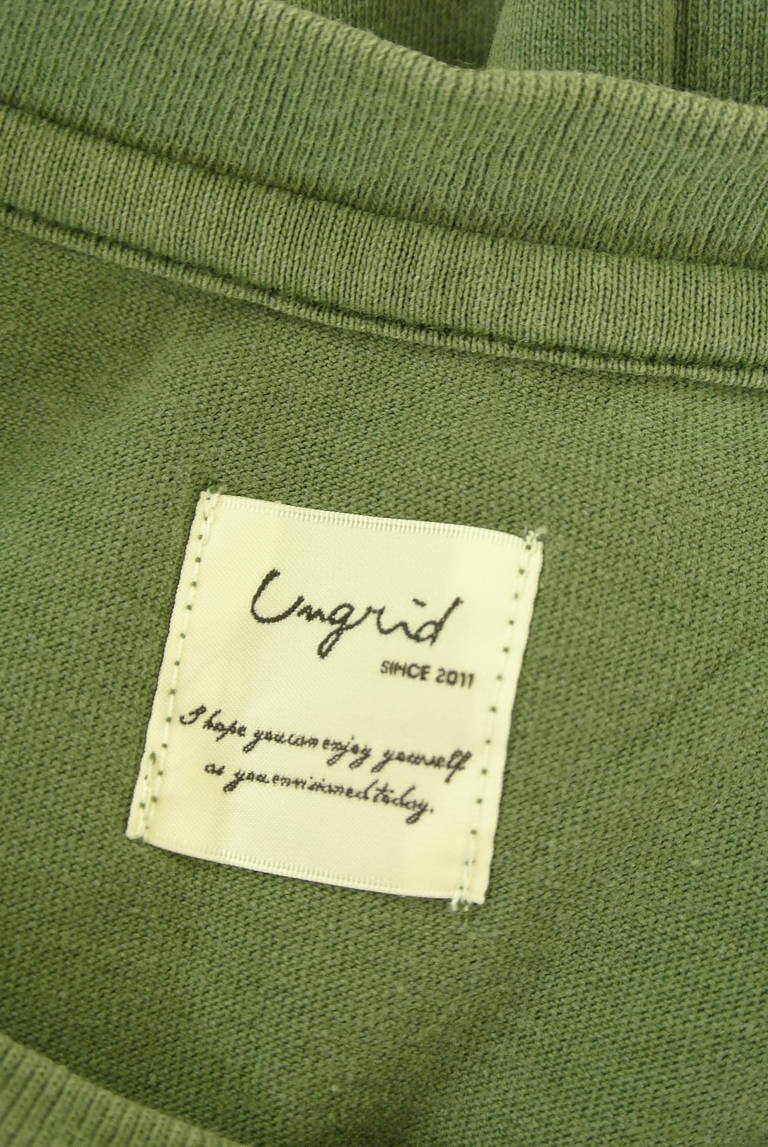 Ungrid
SINCE 2011
I hope you can enjoy yourself
as you envisioned today.